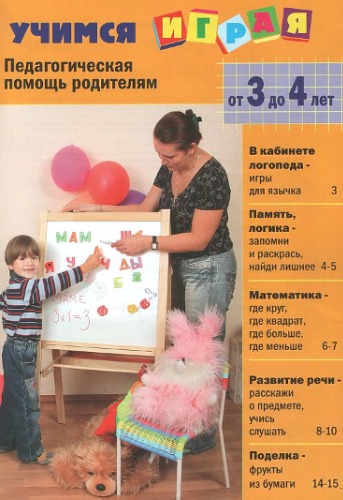 УЧИМСЯ ИГРАЯ
Педагогическая
помощь родителям
от 3 до 4 лет
В кабинете
логопеда -
игры
для язычка 3
Память,
логика -
запомни
и раскрась,
найди лишнее 4-5
Математика -
где круг,
где квадрат,
где больше,
где меньше 6-7
Развитие речи -
расскажи
о предмете,
учись
слушать 8-10
Поделка -
фрукты
из бумаги 14-15
МАМ
Я У
ДЫ
Б 2
3×1=3